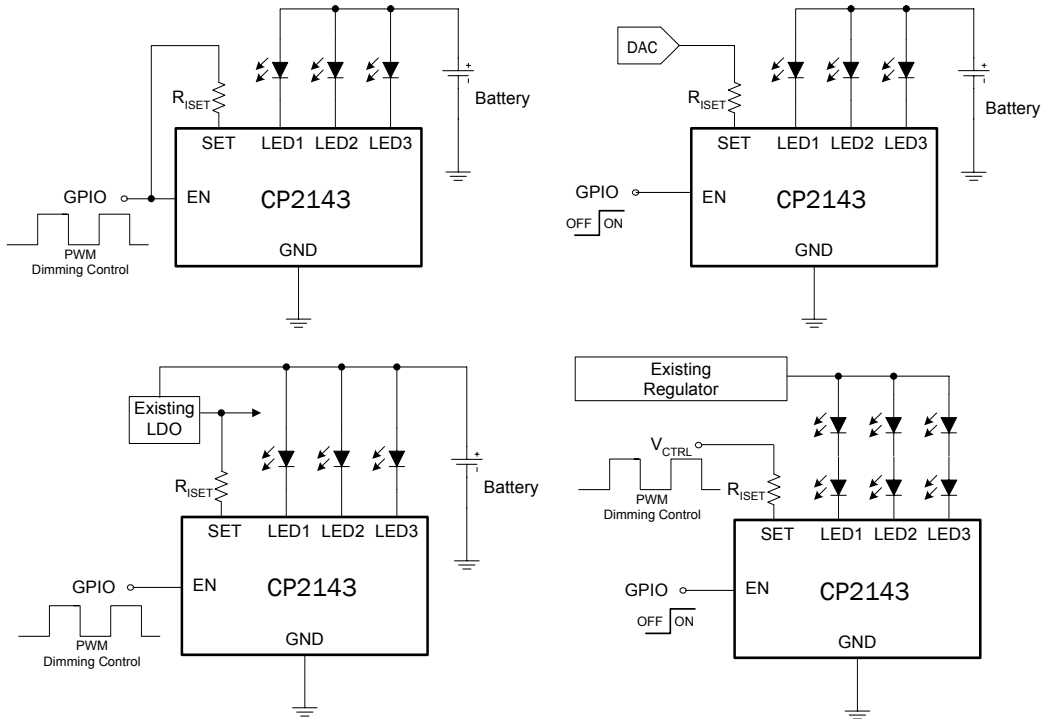 DAC
R_ISET
+
-
Battery
SET LED1 LED2 LED3
GPIO
EN
CP2143
PWM
Dimming Control
GND
R_ISET
+
-
Battery
SET LED1 LED2 LED3
GPIO
EN
CP2143
OFF ON
GND
Existing
LDO
R_ISET
+
-
Battery
SET LED1 LED2 LED3
GPIO
EN
CP2143
PWM
Dimming Control
GND
Existing
Regulator
V_CTRL
PWM
Dimming Control
R_ISET
SET LED1 LED2 LED3
GPIO
EN
CP2143
OFF ON
GND